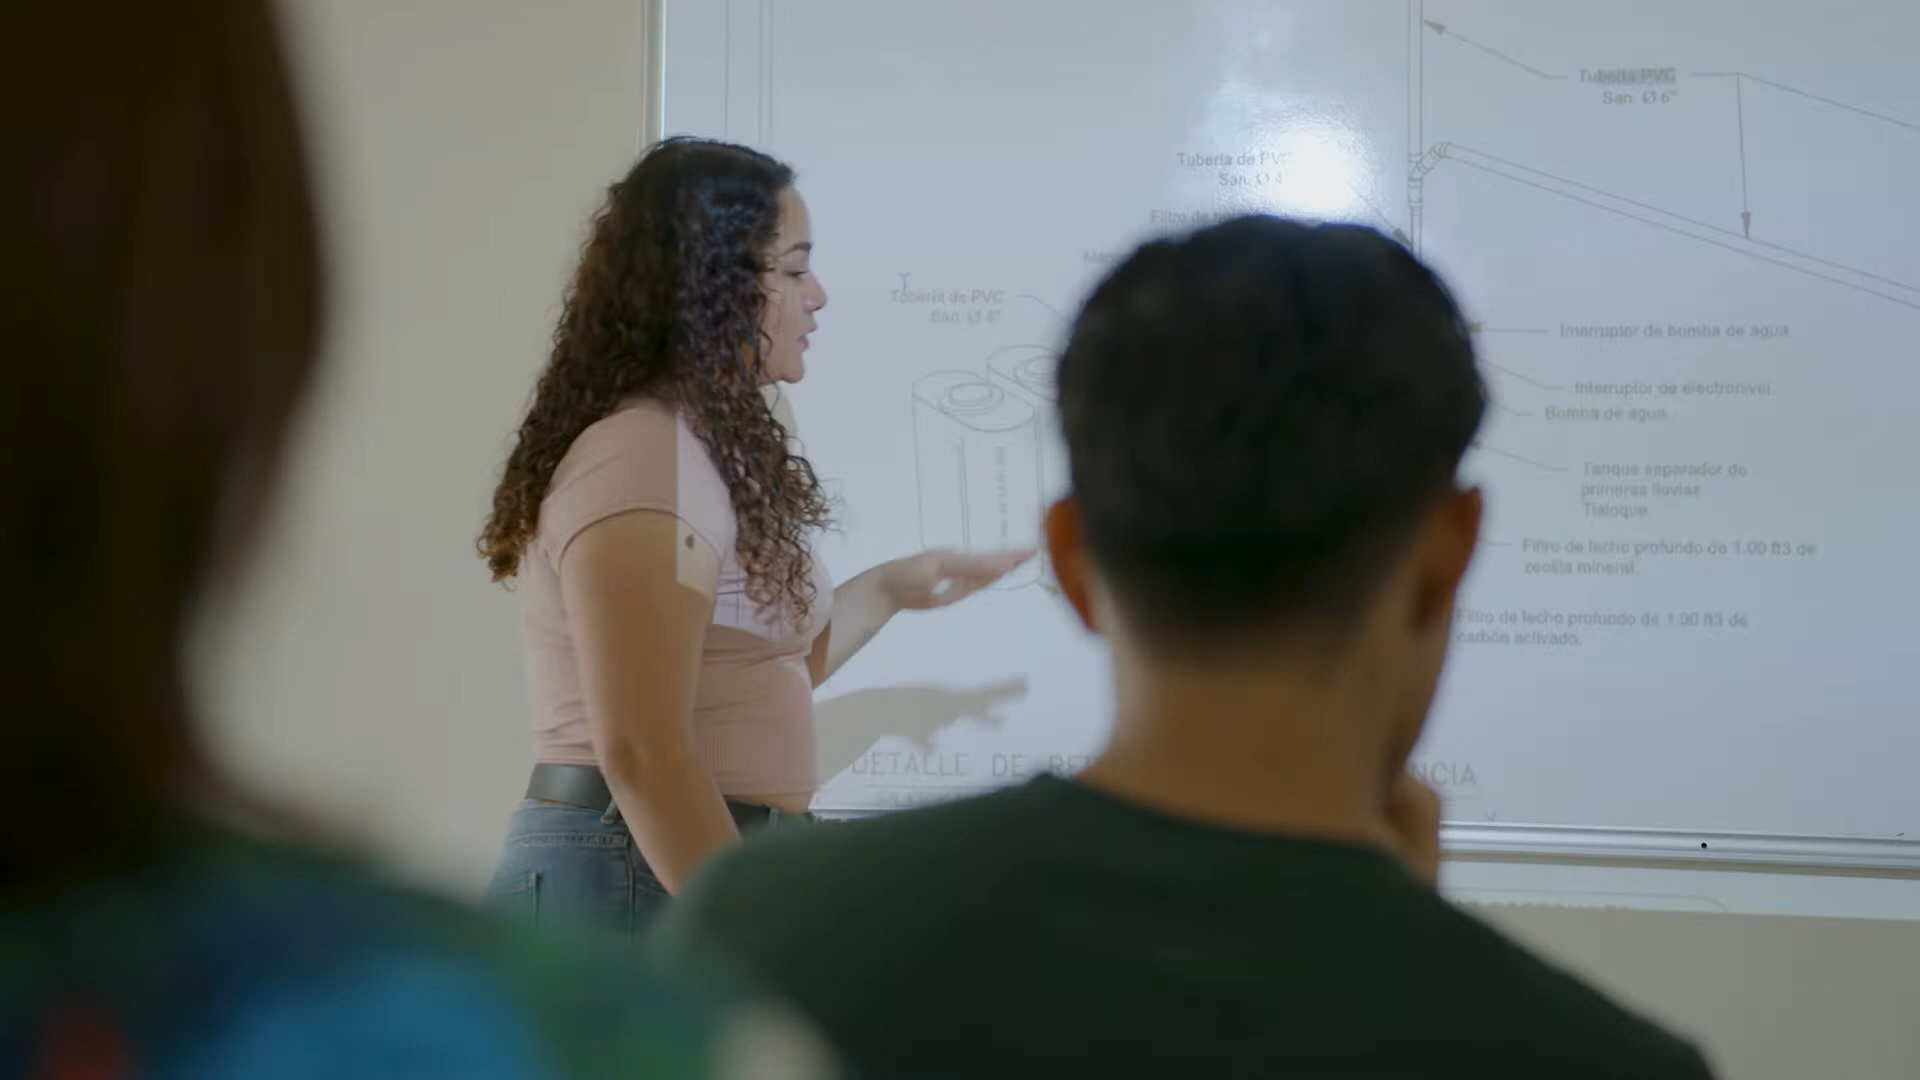 Tubería PVC
San. Ø 6"
Tubería de PVC
San. Ø 4"
Filtro de
Tubería de PVC
San. Ø 4"
Interruptor de bomba de agua
Interruptor de electronivel.
Bomba de agua.
Tanque separador de
primeras lluvias
Tlaloque
Filtro de lecho profundo de 1.00 ft3 de
zeolita mineral.
Filtro de lecho profundo de 1.00 ft3 de
carbón activado.
DETALLE DE